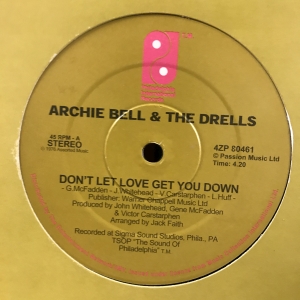 ARCHIE BELL & THE DRELLS
45 RPM - A
STEREO
4ZP 80461
© Passion Music Ltd
Time: 4.20
DON'T LET LOVE GET YOU DOWN
- G.McFadden - J.Whitehead - V.Carstarphen - L.Huff -
Publisher: Warner Chappell Music Ltd
Produced by John Whitehead, Gene McFadden
& Victor Carstarphen
Arranged by Jack Faith
Recorded at Sigma Sound Studios, Phila., PA
TSOP "The Sound Of
Philadelphia" T.M.